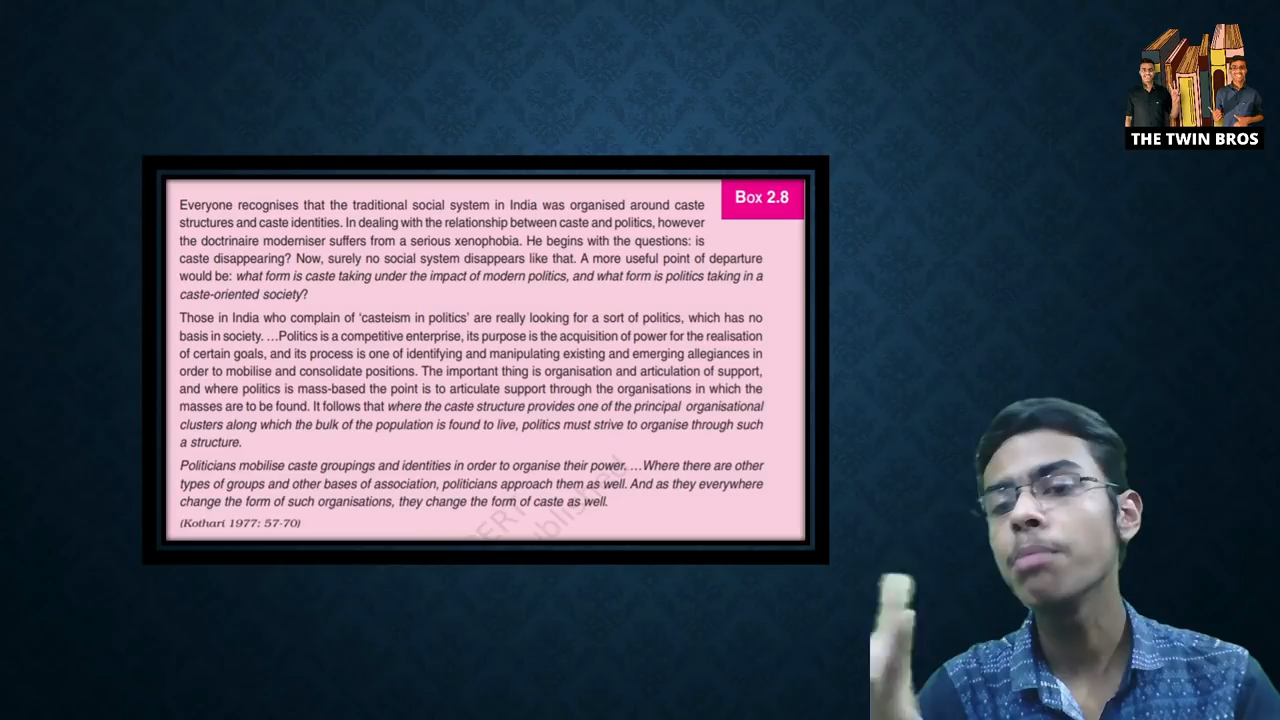 THE TWIN BROS
Box 2.8
Everyone recognises that the traditional social system in India was organised around caste
structures and caste identities. In dealing with the relationship between caste and politics, however
the doctrinaire moderniser suffers from a serious xenophobia. He begins with the questions: is
caste disappearing? Now, surely no social system disappears like that. A more useful point of departure
would be: what form is caste taking under the impact of modern politics, and what form is politics taking in a
caste-oriented society?
Those in India who complain of ‘casteism in politics’ are really looking for a sort of politics, which has no
basis in society. …Politics is a competitive enterprise, its purpose is the acquisition of power for the realisation
of certain goals, and its process is one of identifying and manipulating existing and emerging allegiances in
order to mobilise and consolidate positions. The important thing is organisation and articulation of support,
and where politics is mass-based the point is to articulate support through the organisations in which the
masses are to be found. It follows that where the caste structure provides one of the principal organisational
clusters along which the bulk of the population is found to live, politics must strive to organise through such
a structure.
Politicians mobilise caste groupings and identities in order to organise their power. …Where there are other
types of groups and other bases of association, politicians approach them as well. And as they everywhere
change the form of such organisations, they change the form of caste as well.
(Kothari 1977: 57-70)